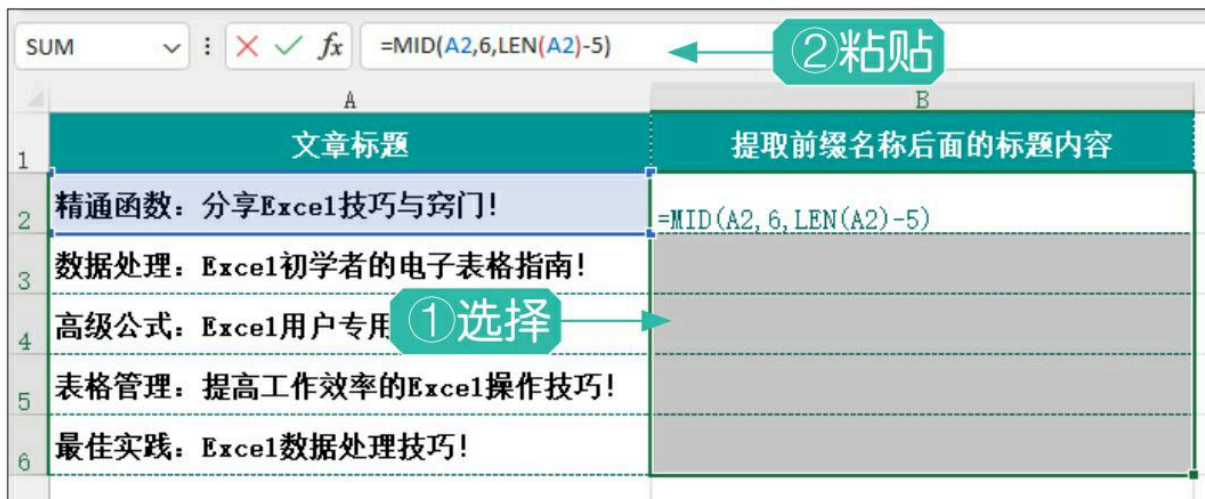 SUM fx =MID(A2,6,LEN(A2)-5) ②粘贴
A B
1 文章标题 提取前缀名称后面的标题内容
2 精通函数：分享Excel技巧与窍门！ =MID(A2,6,LEN(A2)-5)
3 数据处理：Excel初学者的电子表格指南！
4 高级公式：Excel用户专用 ①选择
5 表格管理：提高工作效率的Excel操作技巧！
6 最佳实践：Excel数据处理技巧！